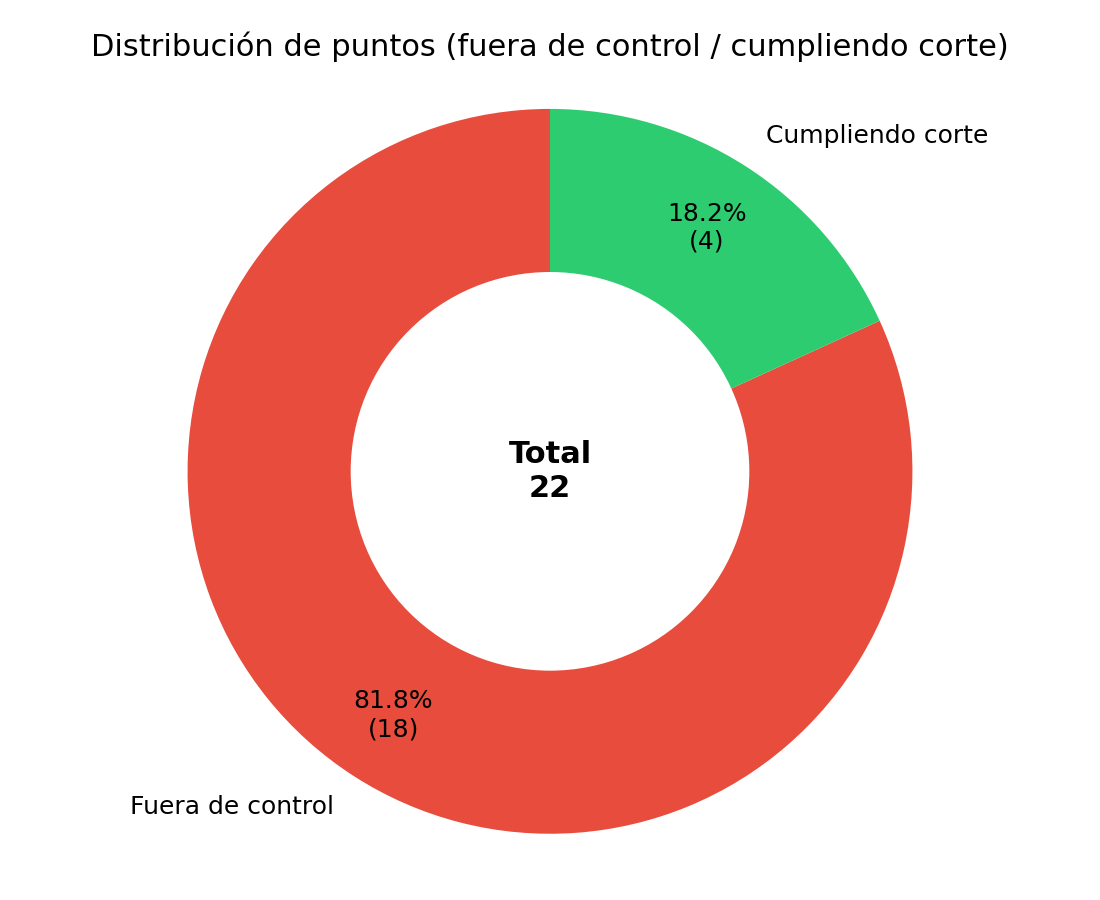 Distribución de puntos (fuera de control / cumpliendo corte)
Cumpliendo corte
18.2%
(4)
Total
22
81.8%
(18)
Fuera de control